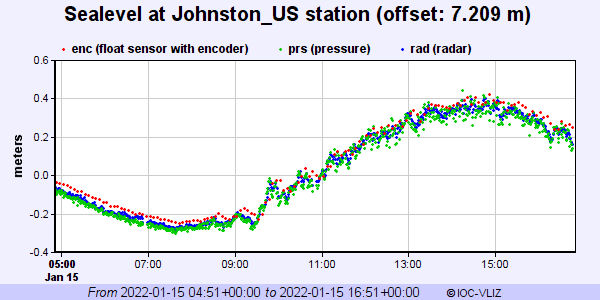 Sealevel at Johnston_US station (offset: 7.209 m)
enc (float sensor with encoder) prs (pressure) rad (radar)
0.6
0.4
0.2
0.0
-0.2
-0.4
meters
05:00 07:00 09:00 11:00 13:00 15:00
Jan 15
From 2022-01-15 04:51+00:00 to 2022-01-15 16:51+00:00 © IOC-VLIZ